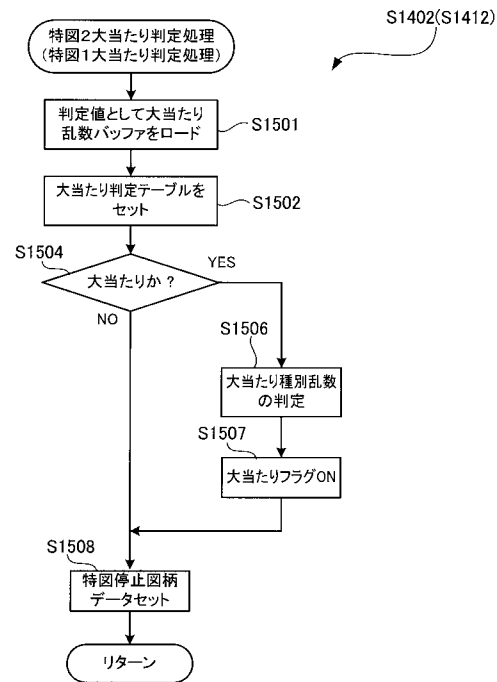 S1402(S1412)
特図2大当たり判定処理
(特図1大当たり判定処理)
判定値として大当たり
乱数バッファをロード
S1501
大当たり判定テーブルを
セット
S1502
S1504
大当たりか？
YES
NO
S1506
大当たり種別乱数
の判定
S1507
大当たりフラグON
S1508
特図停止図柄
データセット
リターン